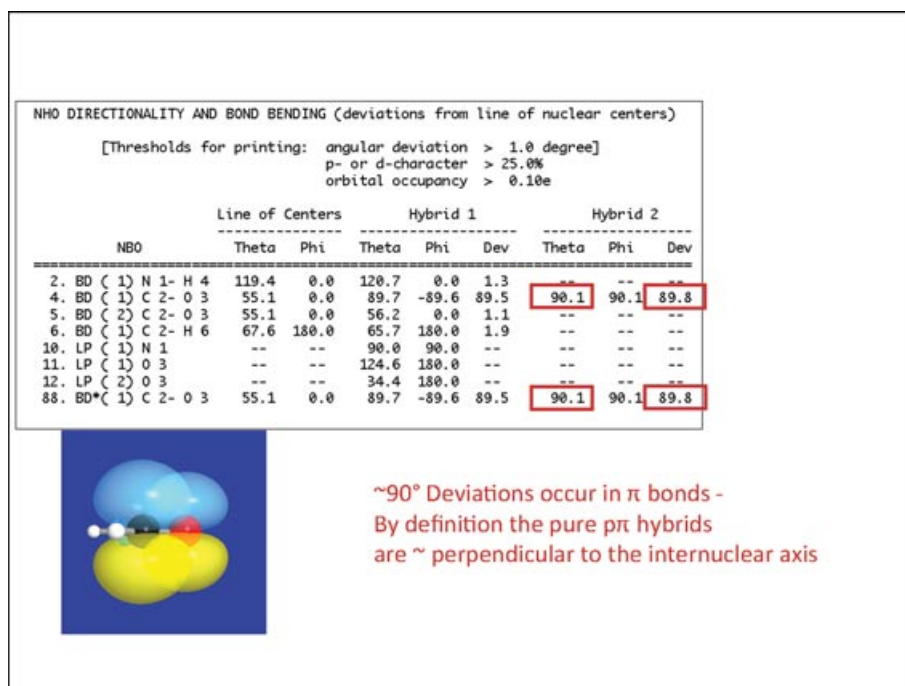 NHO DIRECTIONALITY AND BOND BENDING (deviations from line of nuclear centers)
[Thresholds for printing: angular deviation > 1.0 degree]
p- or d-character > 25.0%
orbital occupancy > 0.10e
Line of Centers Hybrid 1 Hybrid 2
--------------- ------------------- ------------------
NBO Theta Phi Theta Phi Dev Theta Phi Dev
===============================================================================
2. BD ( 1) N 1- H 4 119.4 0.0 120.7 0.0 1.3 -- -- --
4. BD ( 1) C 2- O 3 55.1 0.0 89.7 -89.6 89.5 90.1 90.1 89.8
5. BD ( 2) C 2- O 3 55.1 0.0 56.2 0.0 1.1 -- -- --
6. BD ( 1) C 2- H 6 67.6 180.0 65.7 180.0 1.9 -- -- --
10. LP ( 1) N 1 -- -- 90.0 90.0 -- -- -- --
11. LP ( 1) O 3 -- -- 124.6 180.0 -- -- -- --
12. LP ( 2) O 3 -- -- 34.4 180.0 -- -- -- --
88. BD*( 1) C 2- O 3 55.1 0.0 89.7 -89.6 89.5 90.1 90.1 89.8
~90° Deviations occur in π bonds -
By definition the pure pπ hybrids
are ~ perpendicular to the internuclear axis